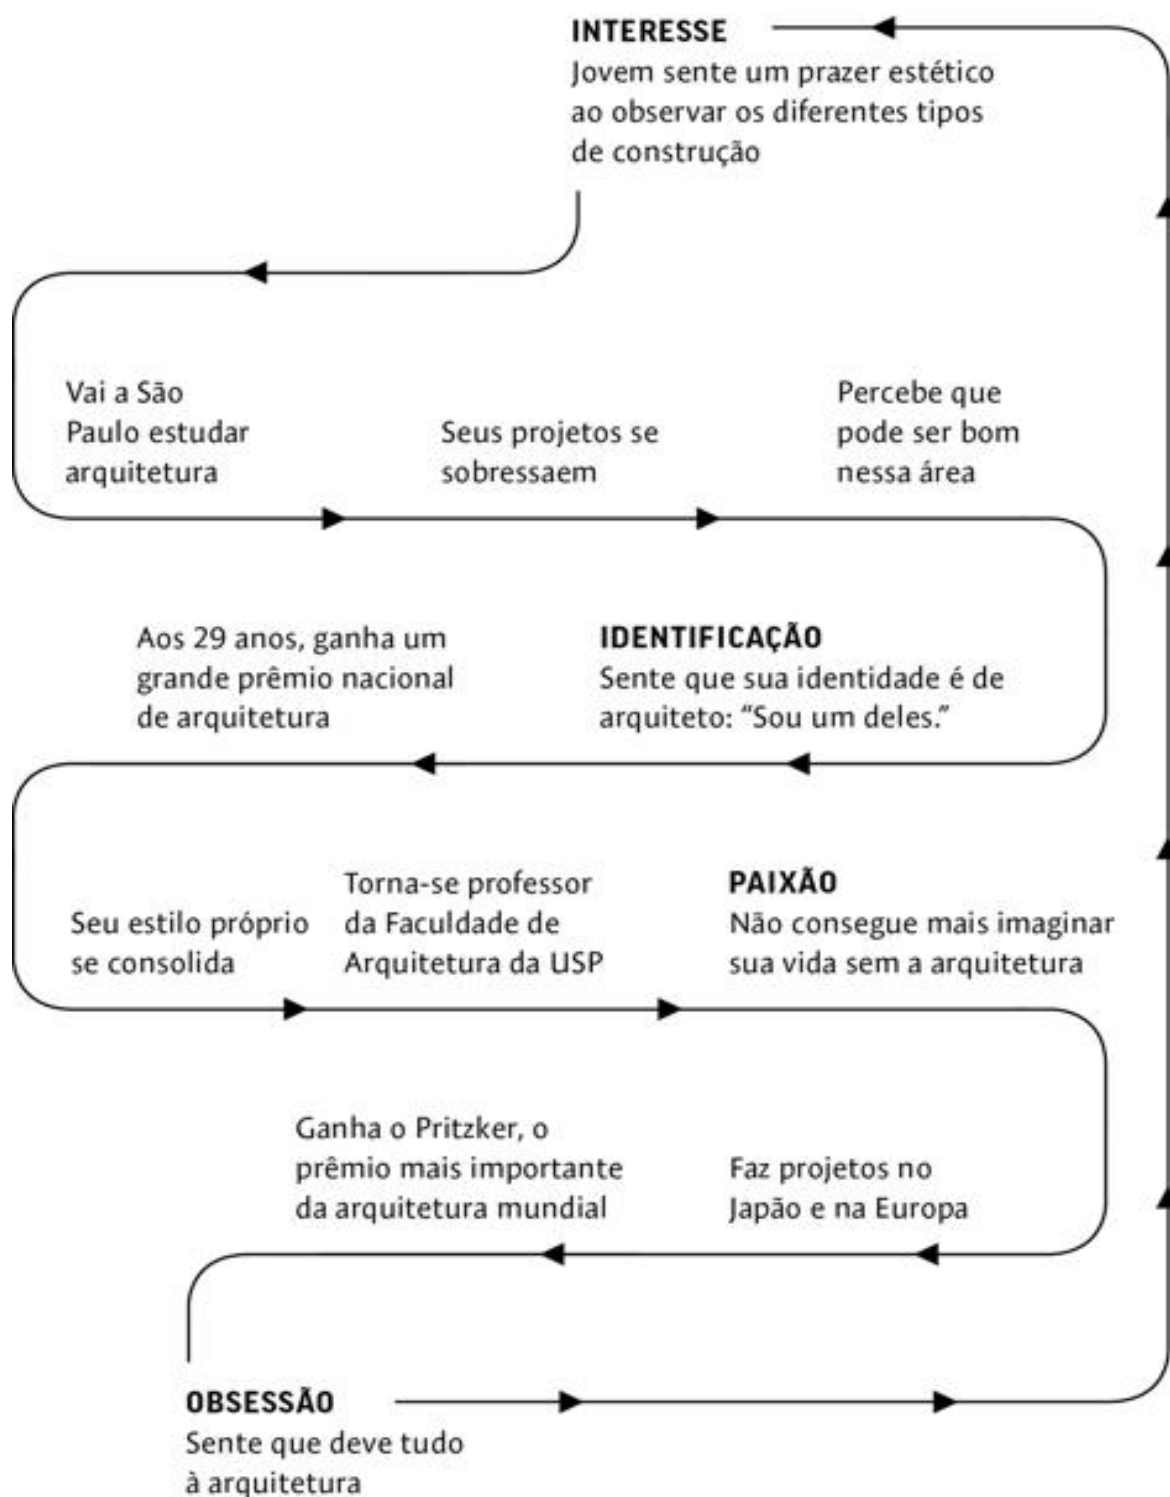 INTERESSE
Jovem sente um prazer estético
ao observar os diferentes tipos
de construção
Vai a São
Paulo estudar
arquitetura
Seus projetos se
sobressaem
Percebe que
pode ser bom
nessa área
IDENTIFICAÇÃO
Sente que sua identidade é de
arquiteto: “Sou um deles.”
Aos 29 anos, ganha um
grande prêmio nacional
de arquitetura
Seu estilo próprio
se consolida
Torna-se professor
da Faculdade de
Arquitetura da USP
PAIXÃO
Não consegue mais imaginar
sua vida sem a arquitetura
Faz projetos no
Japão e na Europa
Ganha o Pritzker, o
prêmio mais importante
da arquitetura mundial
OBSESSÃO
Sente que deve tudo
à arquitetura